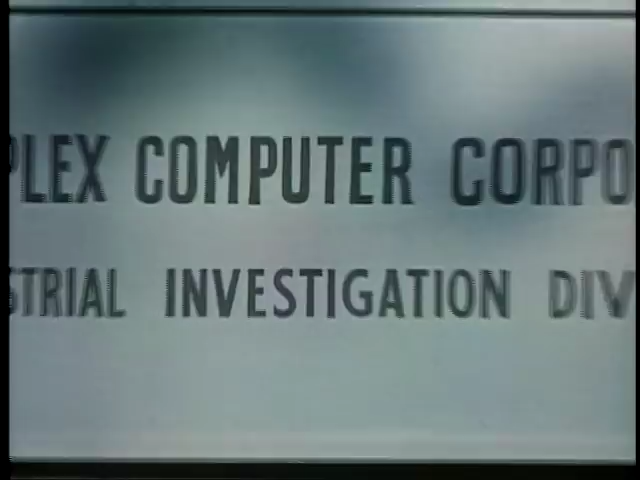 PLEX COMPUTER CORPO
STRIAL INVESTIGATION DIV